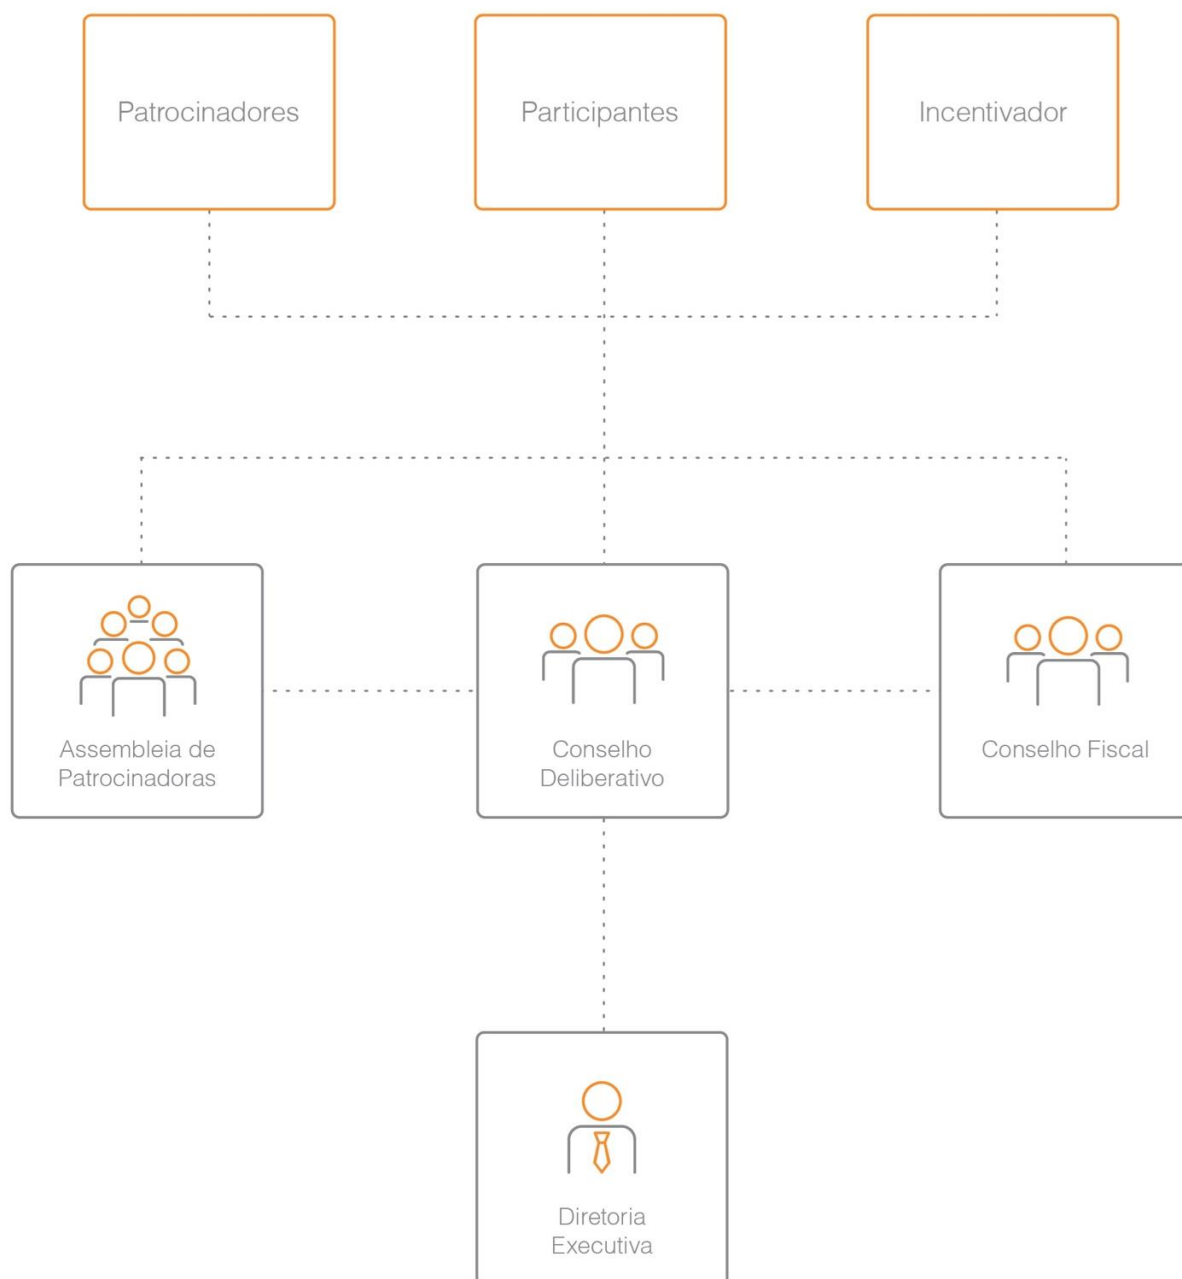 Patrocinadores
Participantes
Incentivador
Assembleia de
Patrocinadoras
Conselho
Deliberativo
Conselho Fiscal
Diretoria
Executiva